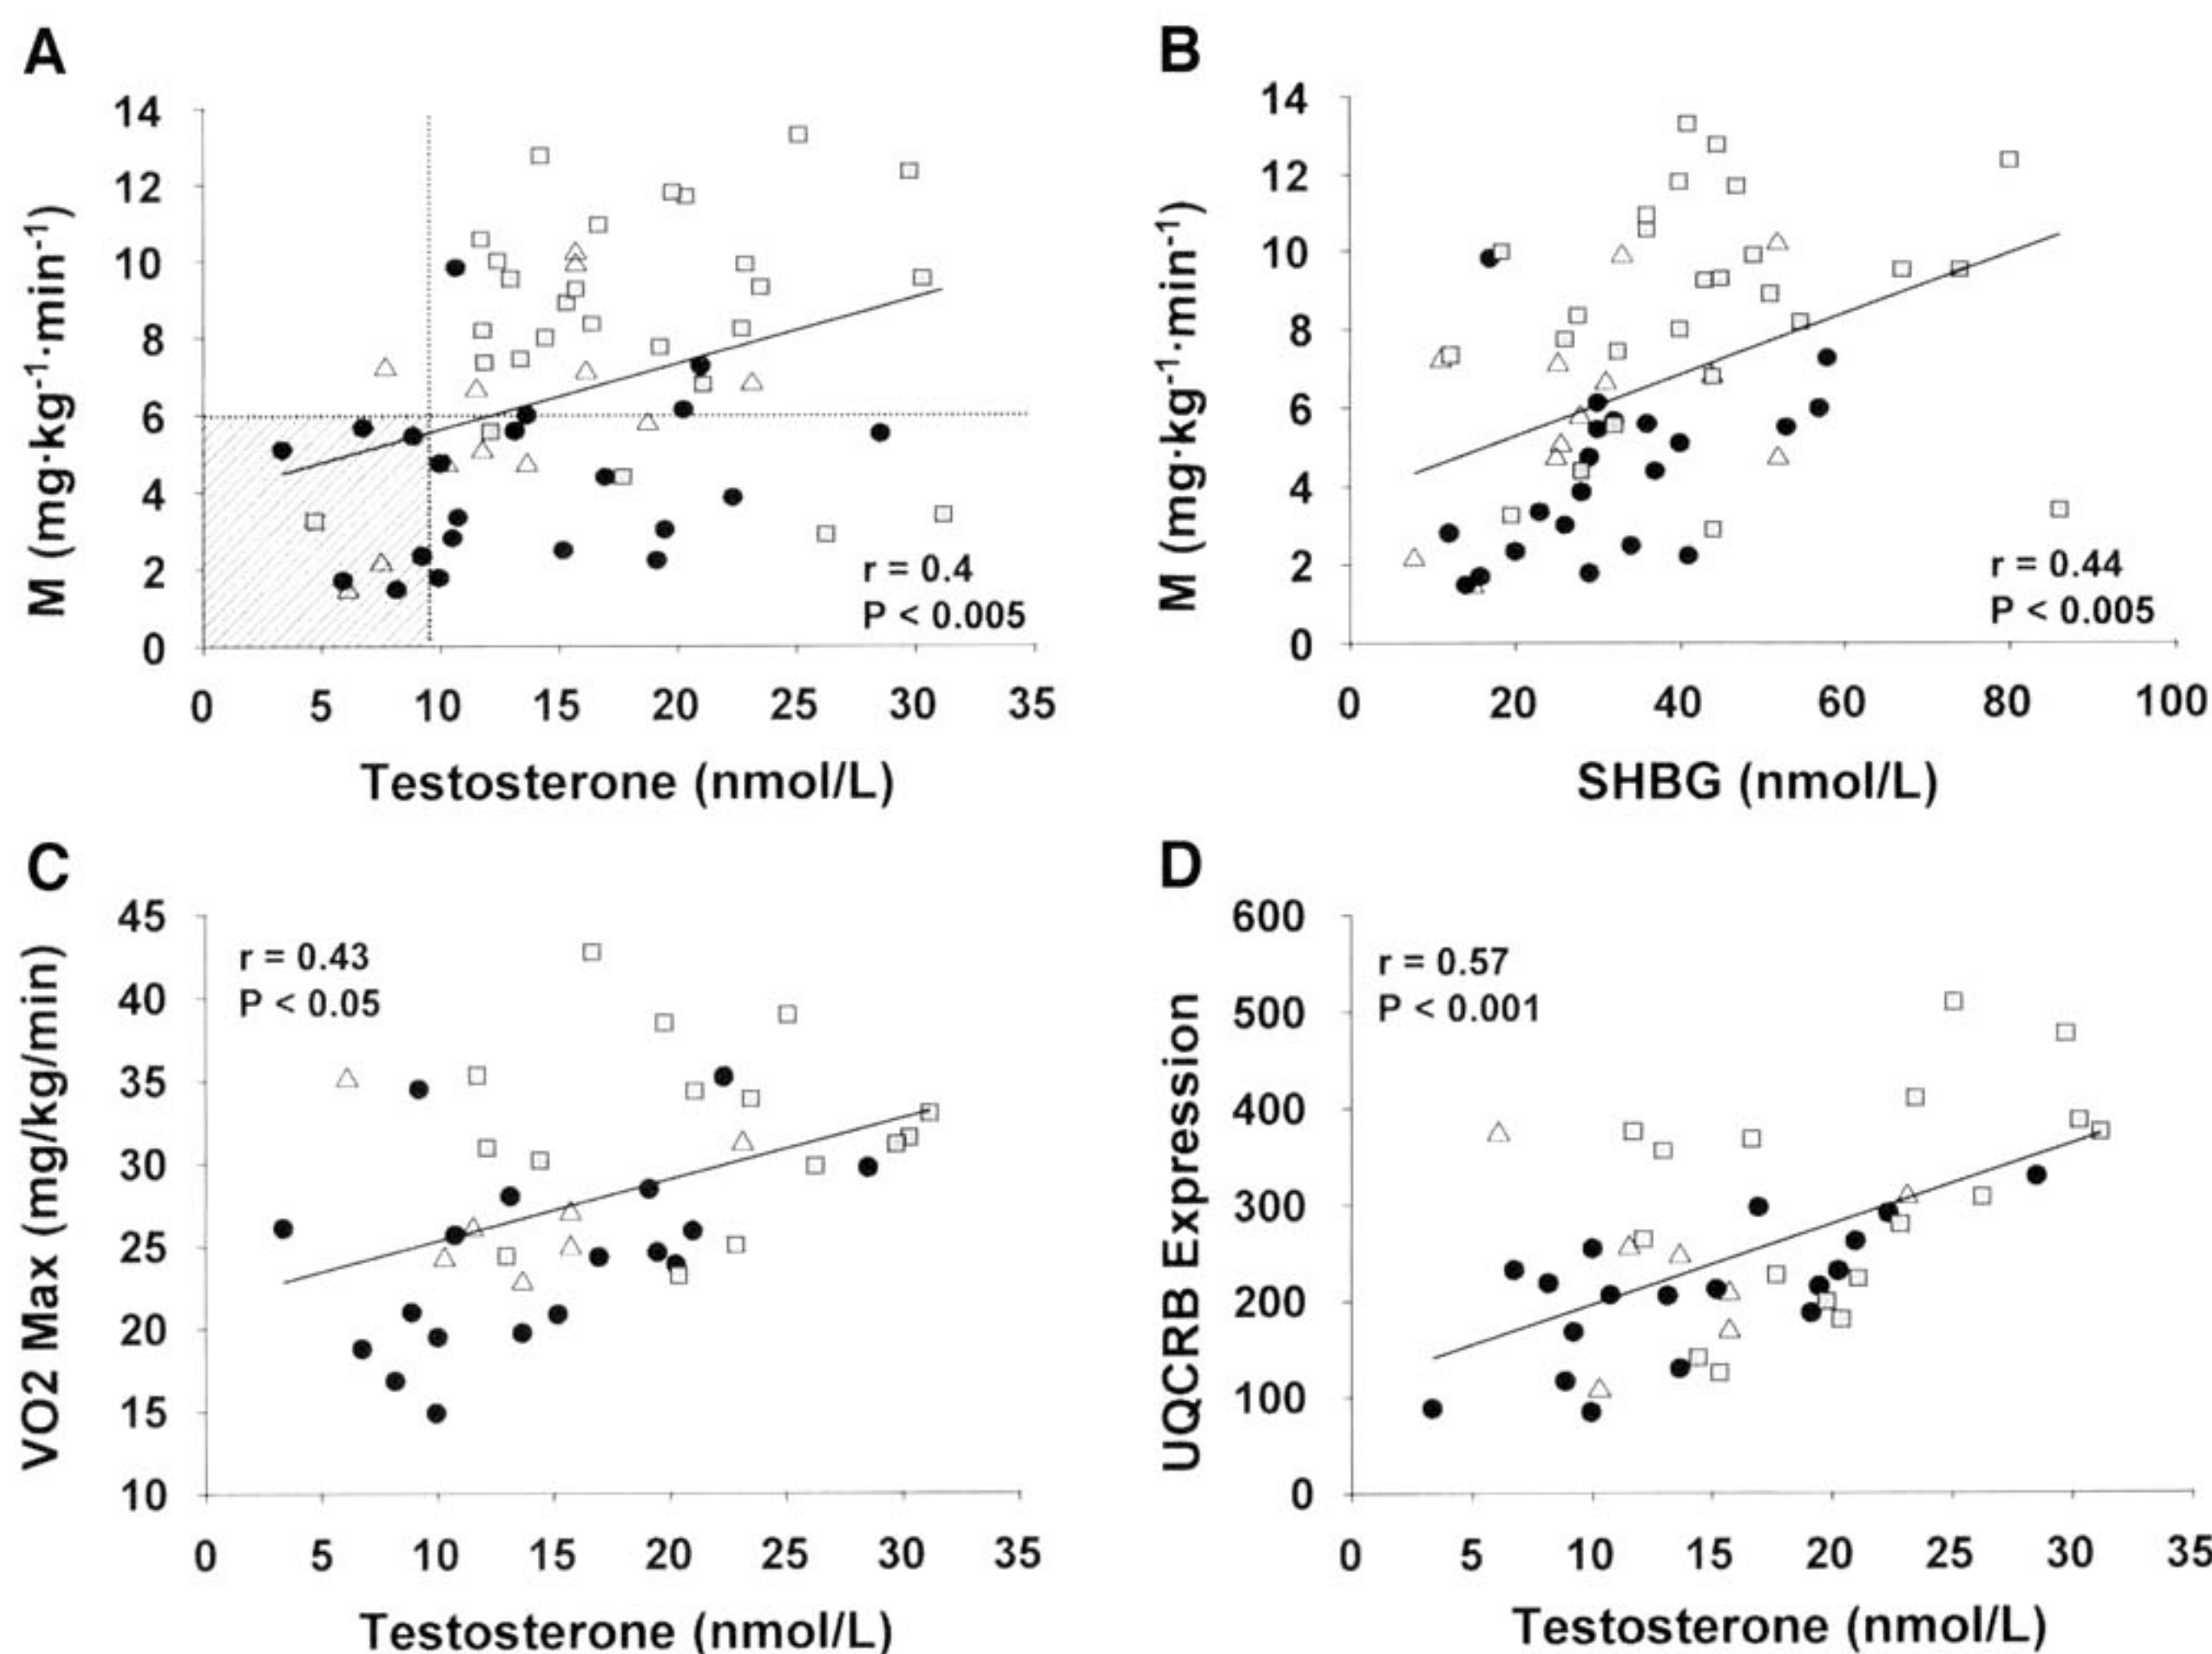 A
M (mg·kg⁻¹·min⁻¹)
14
12
10
8
6
4
2
0
r = 0.4
P < 0.005
0 5 10 15 20 25 30 35
Testosterone (nmol/L)
B
M (mg·kg⁻¹·min⁻¹)
14
12
10
8
6
4
2
0
r = 0.44
P < 0.005
0 20 40 60 80 100
SHBG (nmol/L)
C
VO2 Max (mg/kg/min)
45
40
35
30
25
20
15
10
r = 0.43
P < 0.05
0 5 10 15 20 25 30 35
Testosterone (nmol/L)
D
UQCRB Expression
600
500
400
300
200
100
0
r = 0.57
P < 0.001
0 5 10 15 20 25 30 35
Testosterone (nmol/L)